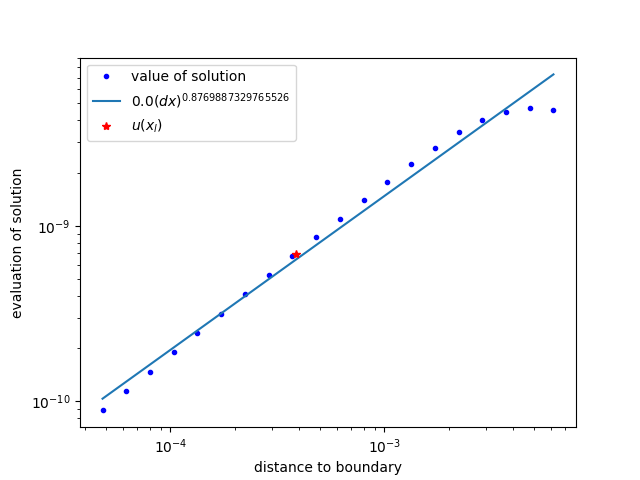 value of solution
0.0(dx)^0.8769887329765526
u(x_l)
evaluation of solution
10^-9
10^-10
10^-4
10^-3
distance to boundary